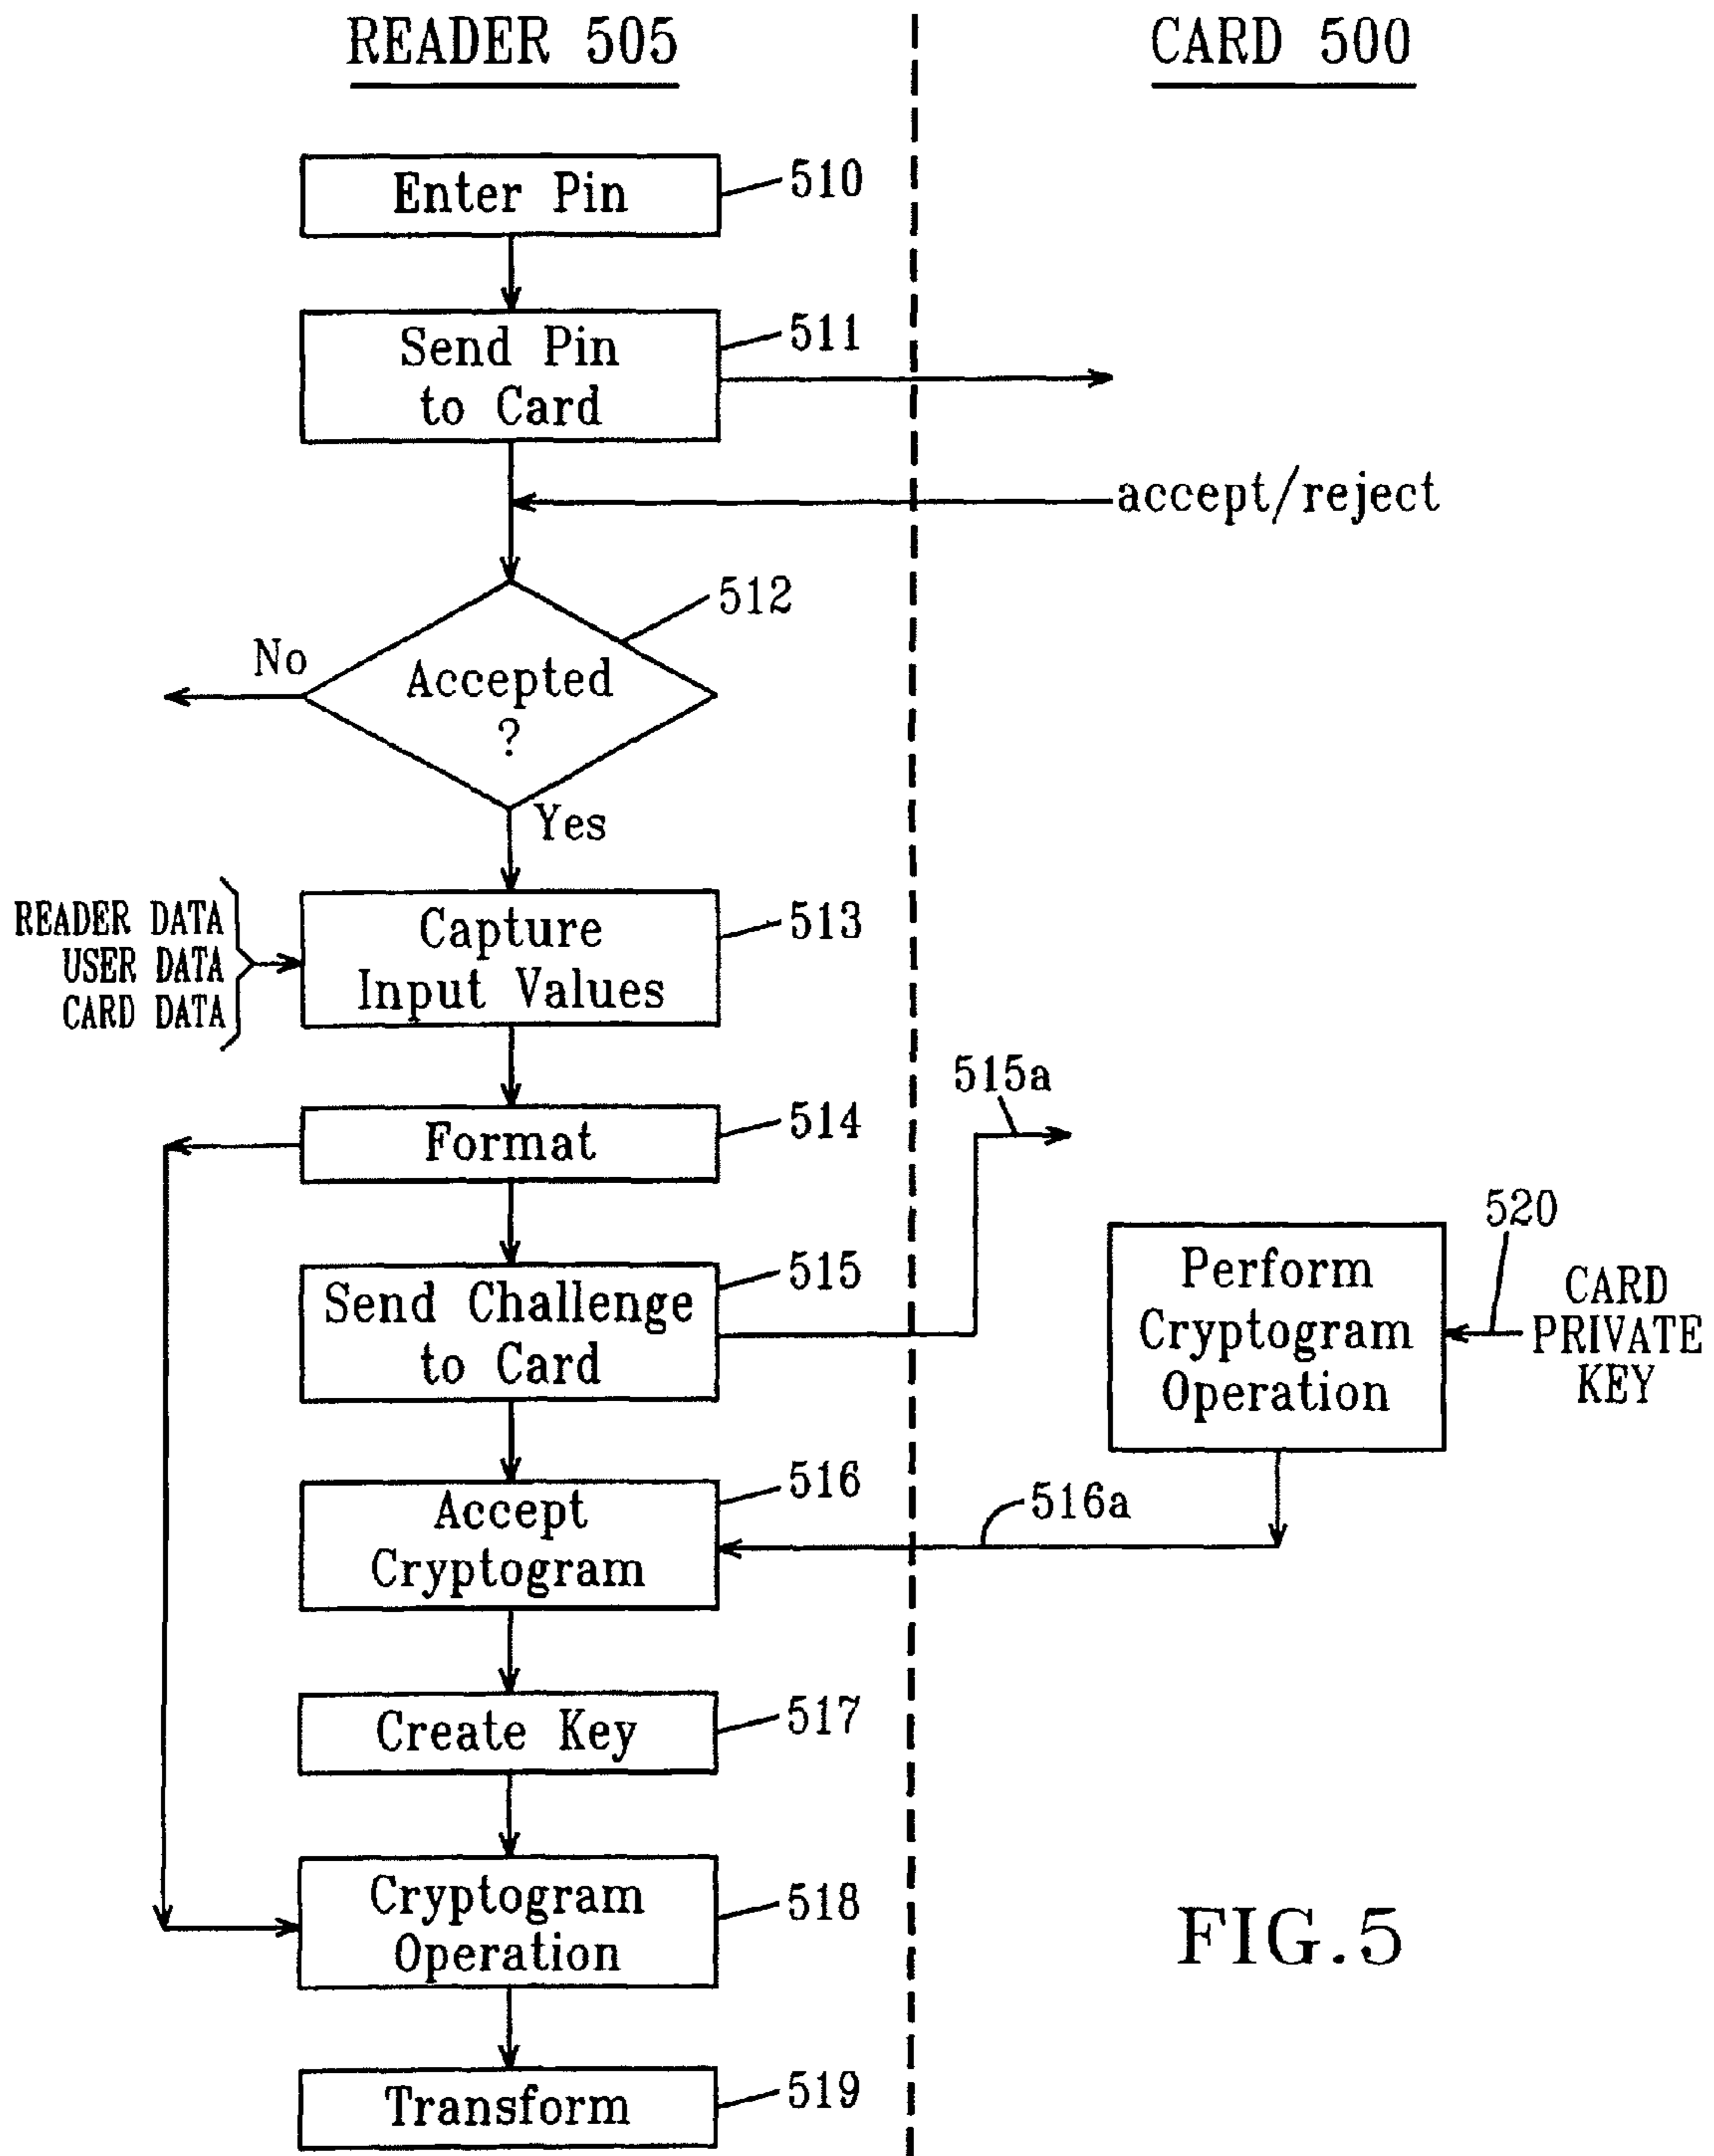 READER 505
CARD 500
Enter Pin
510
Send Pin
to Card
511
accept/reject
512
No
Accepted
?
Yes
READER DATA
USER DATA
CARD DATA
Capture
Input Values
513
515a
Format
514
Send Challenge
to Card
515
Perform
Cryptogram
Operation
520
CARD
PRIVATE
KEY
Accept
Cryptogram
516
516a
Create Key
517
Cryptogram
Operation
518
FIG.5
Transform
519